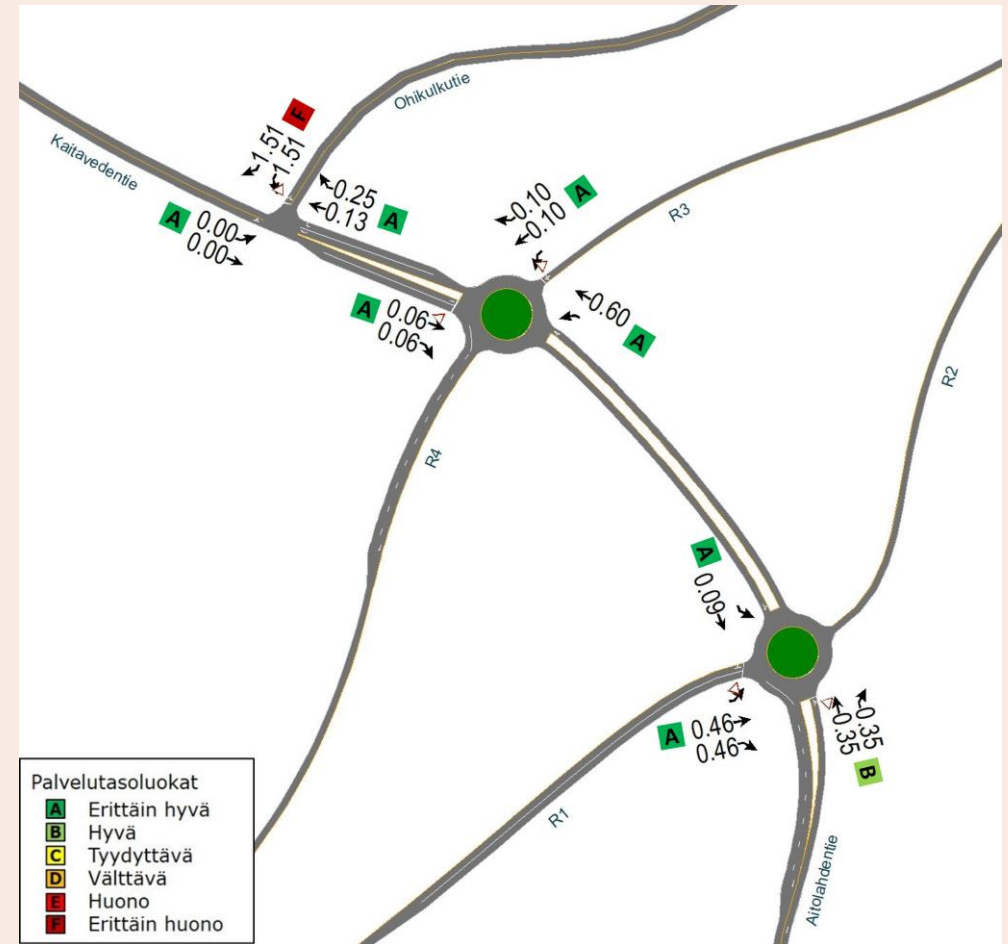 Ohikulkutie
Kaitavedentie
F
1.51
1.51
0.25
0.13
A
A
0.00
0.00
0.10
0.10
A
R3
A
0.06
0.06
0.60
A
R4
R2
A
0.09
A
0.46
0.46
0.35
0.35
B
R1
Aitolahdentie
Palvelutasoluokat
A Erittäin hyvä
B Hyvä
C Tyydyttävä
D Välttävä
E Huono
F Erittäin huono